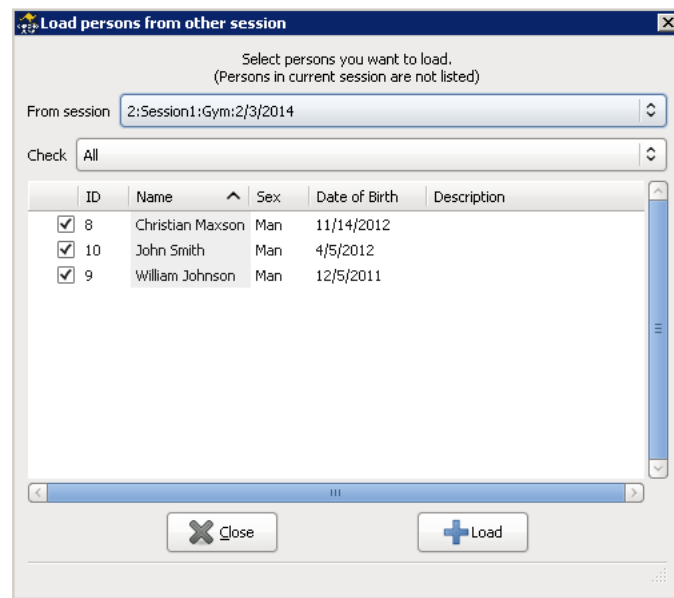 Load persons from other session
Select persons you want to load.
(Persons in current session are not listed)
From session 2:Session1:Gym:2/3/2014
Check All
ID Name Sex Date of Birth Description
8 Christian Maxson Man 11/14/2012
10 John Smith Man 4/5/2012
9 William Johnson Man 12/5/2011
Close Load